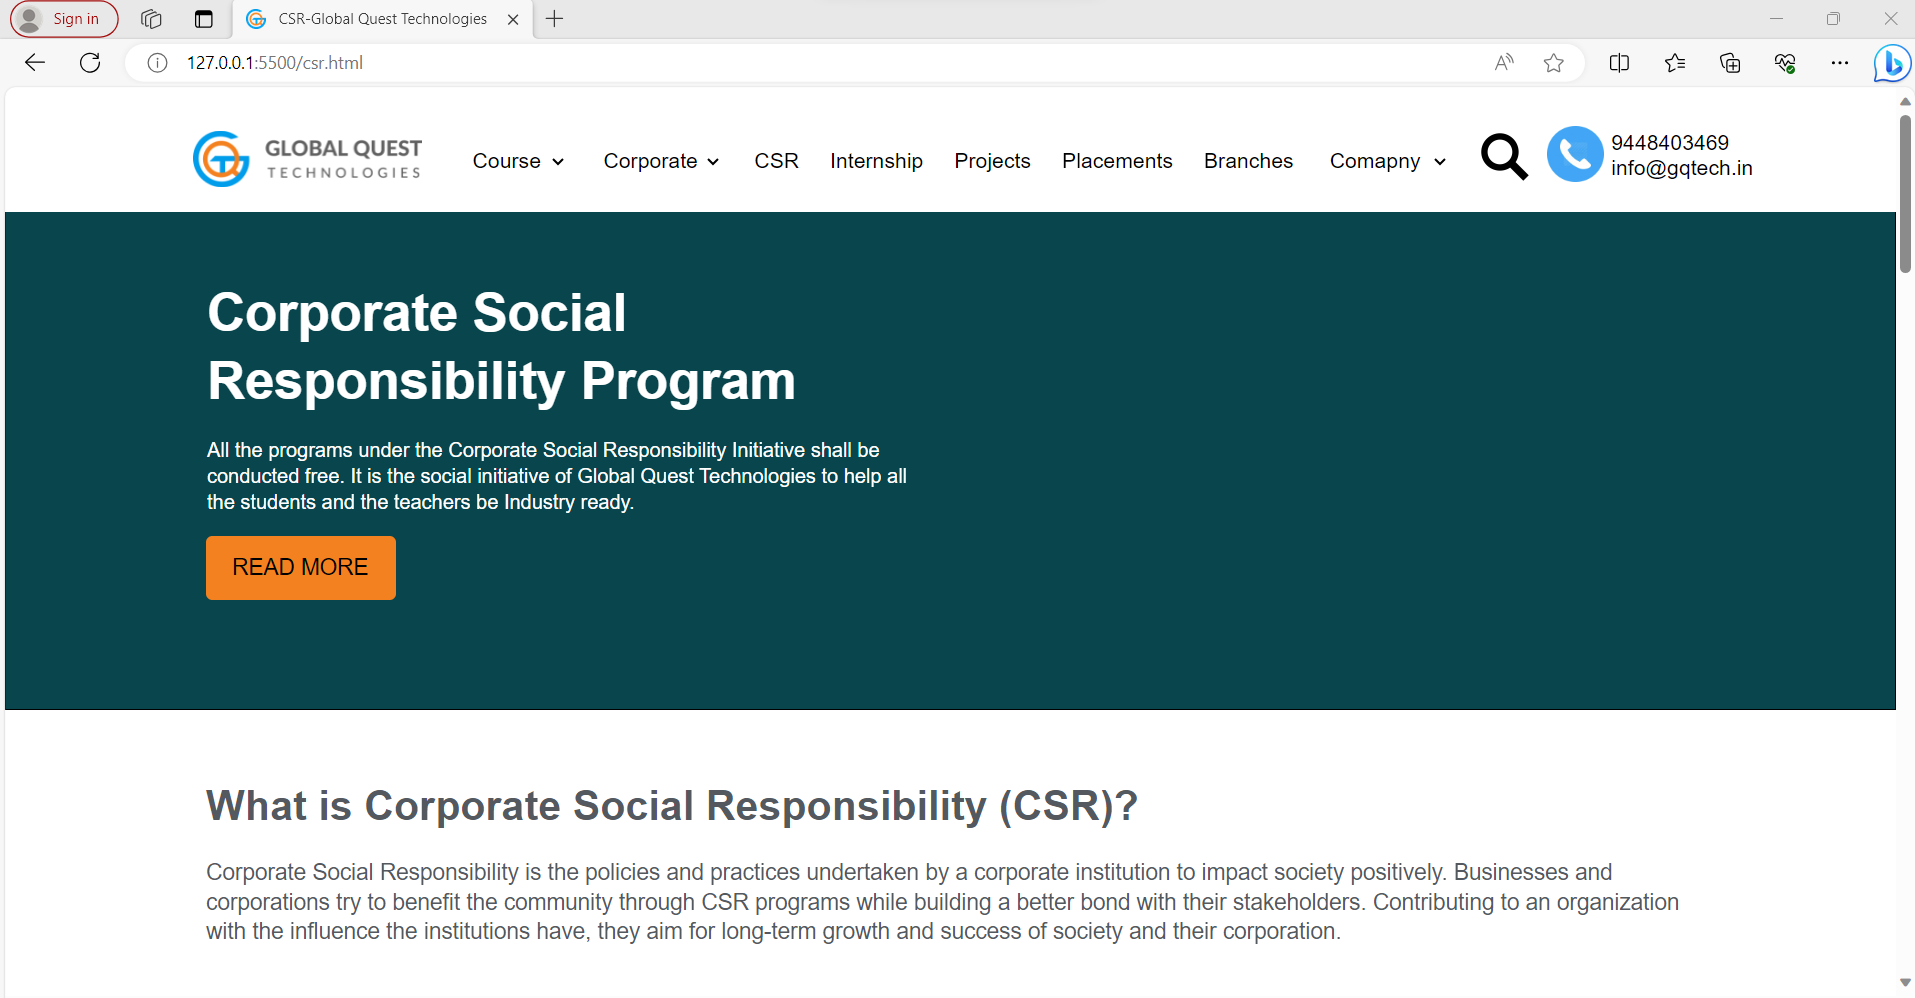 Sign in
CSR-Global Quest Technologies
127.0.0.1:5500/csr.html
GLOBAL QUEST
TECHNOLOGIES
Course
Corporate
CSR
Internship
Projects
Placements
Branches
Comapny
9448403469
info@gqtech.in
Corporate Social
Responsibility Program
All the programs under the Corporate Social Responsibility Initiative shall be
conducted free. It is the social initiative of Global Quest Technologies to help all
the students and the teachers be Industry ready.
READ MORE
What is Corporate Social Responsibility (CSR)?
Corporate Social Responsibility is the policies and practices undertaken by a corporate institution to impact society positively. Businesses and
corporations try to benefit the community through CSR programs while building a better bond with their stakeholders. Contributing to an organization
with the influence the institutions have, they aim for long-term growth and success of society and their corporation.